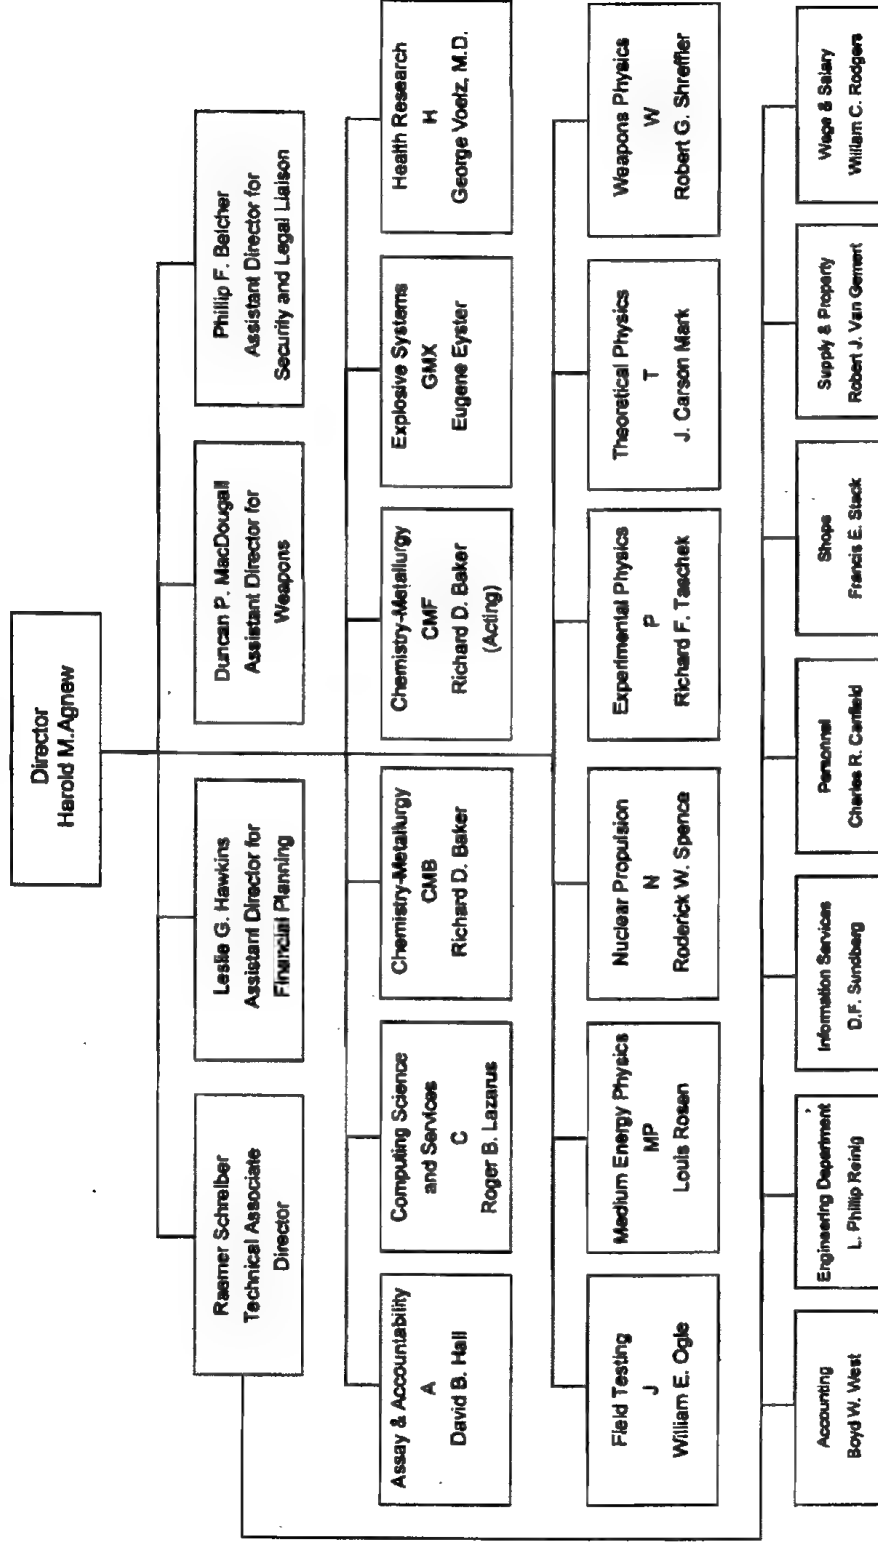 Director
Harold M.Agnew
Raemer Schreiber
Technical Associate
Director
Leslie G. Hawkins
Assistant Director for
Financial Planning
Duncan P. MacDougall
Assistant Director for
Weapons
Phillip F. Belcher
Assistant Director for
Security and Legal Liaison
Assay & Accountability
A
David B. Hall
Computing Science
and Services
C
Roger B. Lazarus
Chemistry-Metallurgy
CMB
Richard D. Baker
Chemistry-Metallurgy
CMF
Richard D. Baker
(Acting)
Explosive Systems
GMX
Eugene Eyster
Health Research
H
George Voelz, M.D.
Field Testing
J
William E. Ogle
Medium Energy Physics
MP
Louis Rosen
Nuclear Propulsion
N
Roderick W. Spence
Experimental Physics
P
Richard F. Taschek
Theoretical Physics
T
J. Carson Mark
Weapons Physics
W
Robert G. Shreffler
Accounting
Boyd W. West
Engineering Department
L. Phillip Reinig
Information Services
D.F. Sundberg
Personnel
Charles R. Canfield
Shops
Francis E. Stack
Supply & Property
Robert J. Van Gemert
Wage & Salary
William C. Rodgers